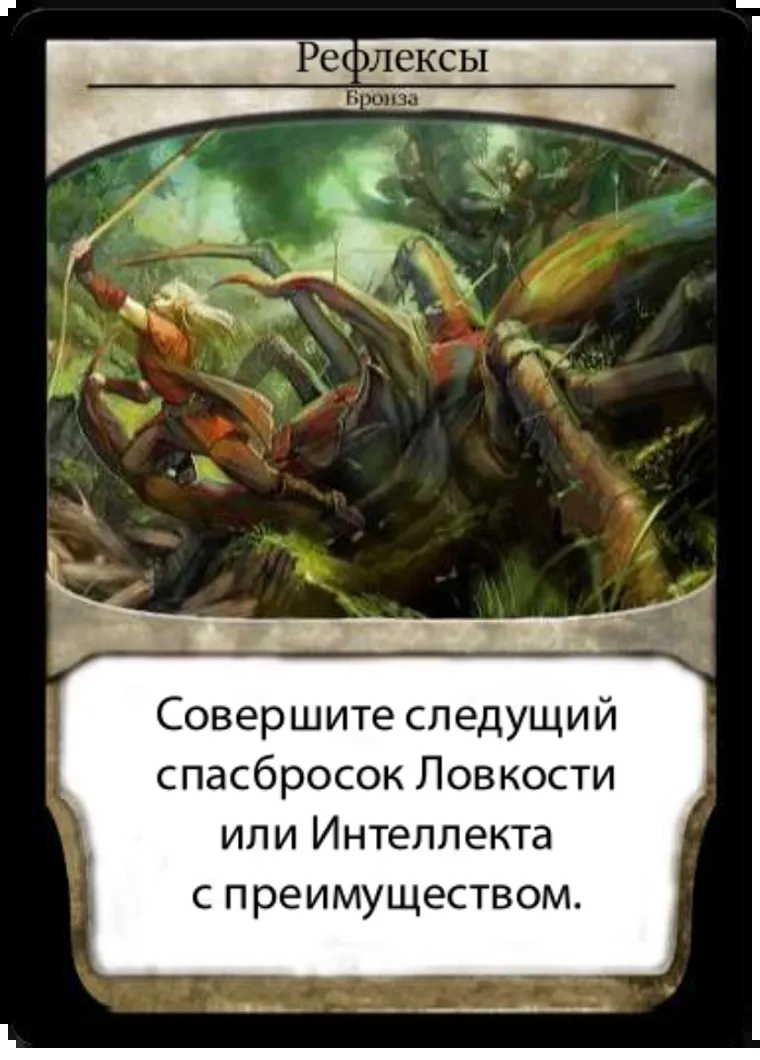 Рефлексы
Бронза
Совершите следущий
спасбросок Ловкости
или Интеллекта
с преимуществом.